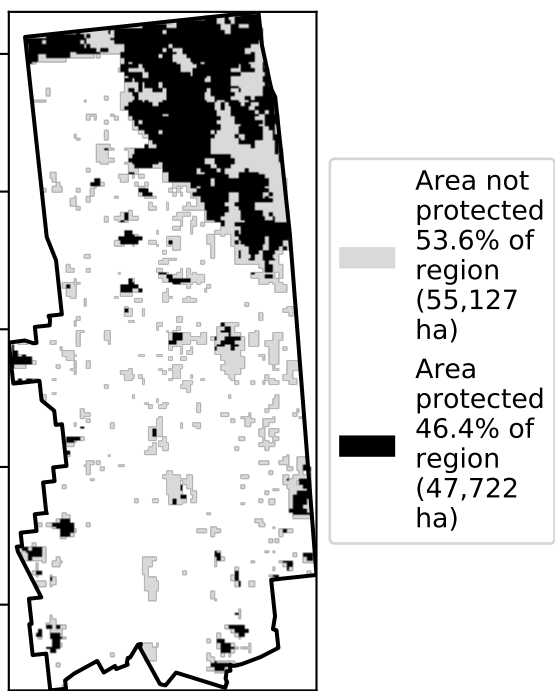 Area not
protected
53.6% of
region
(55,127
ha)
Area
protected
46.4% of
region
(47,722
ha)